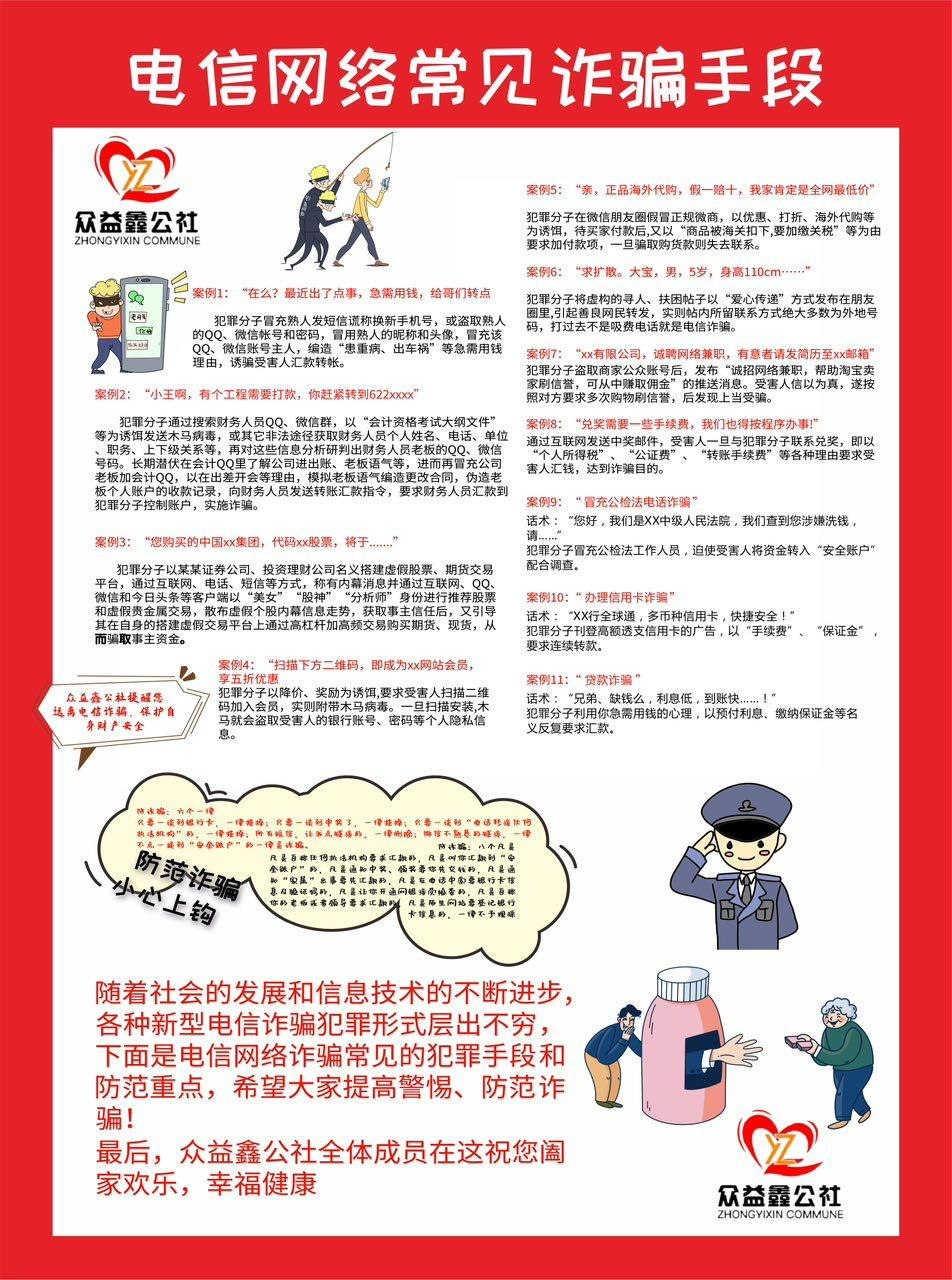 电信网络常见诈骗手段
YZ
众益鑫公社
ZHONGYIXIN COMMUNE
案例1：“在么？最近出了点事，急需用钱，给哥们转点
犯罪分子冒充熟人发短信谎称换新手机号，或盗取熟人
的QQ、微信帐号和密码，冒用熟人的昵称和头像，冒充该
QQ、微信账号主人，编造“患重病、出车祸”等急需用钱
理由，诱骗受害人汇款转帐。
案例2：“小王啊，有个工程需要打款，你赶紧转到622xxxx”
犯罪分子通过搜索财务人员QQ、微信群，以“会计资格考试大纲文件”
等为诱饵发送木马病毒，或其它非法途径获取财务人员个人姓名、电话、单位
、职务、上下级关系等，再对这些信息分析研判出财务人员老板的QQ、微信
号码。长期潜伏在会计QQ里了解公司进出账、老板语气等，进而再冒充公司
老板加会计QQ，以在出差开会等理由，模拟老板语气编造更改合同，伪造老
板个人账户的收款记录，向财务人员发送转账汇款指令，要求财务人员汇款到
犯罪分子控制账户，实施诈骗。
案例3：“您购买的中国xx集团，代码xx股票，将于.......”
犯罪分子以某某证券公司、投资理财公司名义搭建虚假股票、期货交易
平台，通过互联网、电话、短信等方式，称有内幕消息并通过互联网、QQ、
微信和今日头条等客户端以“美女”“股神”“分析师”身份进行推荐股票
和虚假贵金属交易，散布虚假个股内幕信息走势，获取事主信任后，又引导
其在自身的搭建虚假交易平台上通过高杠杆加高频交易购买期货、现货，从
而骗取事主资金。
案例4：“扫描下方二维码，即成为xx网站会员，
享五折优惠
犯罪分子以降价、奖励为诱饵,要求受害人扫描二维
码加入会员，实则附带木马病毒。一旦扫描安装,木
马就会盗取受害人的银行账号、密码等个人隐私信
息。
众益鑫公社提醒您
远离电信诈骗，保护自
身财产安全
案例5：“亲，正品海外代购，假一赔十，我家肯定是全网最低价”
犯罪分子在微信朋友圈假冒正规微商，以优惠、打折、海外代购等
为诱饵，待买家付款后,又以“商品被海关扣下,要加缴关税”等为由
要求加付款项，一旦骗取购货款则失去联系。
案例6：“求扩散。大宝，男，5岁，身高110cm……”
犯罪分子将虚构的寻人、扶困帖子以“爱心传递”方式发布在朋友
圈里,引起善良网民转发，实则帖内所留联系方式绝大多数为外地号
码，打过去不是吸费电话就是电信诈骗。
案例7：“xx有限公司，诚聘网络兼职，有意者请发简历至xx邮箱”
犯罪分子盗取商家公众账号后，发布“诚招网络兼职，帮助淘宝卖
家刷信誉，可从中赚取佣金”的推送消息。受害人信以为真，遂按
照对方要求多次购物刷信誉，后发现上当受骗。
案例8：“兑奖需要一些手续费，我们也得按程序办事!”
通过互联网发送中奖邮件，受害人一旦与犯罪分子联系兑奖，即以
“个人所得税”、“公证费”、“转账手续费”等各种理由要求受
害人汇钱，达到诈骗目的。
案例9：“冒充公检法电话诈骗”
话术：“您好，我们是XX中级人民法院，我们直到您涉嫌洗钱，
请……”
犯罪分子冒充公检法工作人员，迫使受害人将资金转入“安全账户”
配合调查。
案例10：“办理信用卡诈骗”
话术：“XX行全球通，多币种信用卡，快捷安全！”
犯罪分子刊登高额透支信用卡的广告，以“手续费”、“保证金”，
要求连续转款。
案例11：“贷款诈骗”
话术：“兄弟、缺钱么，利息低，到账快……！”
犯罪分子利用你急需用钱的心理，以预付利息、缴纳保证金等名
义反复要求汇款。
防诈骗：六个一律
只要一谈到银行卡，一律挂掉；只要一谈到中奖了，一律挂掉；只要一谈到“电话转接任何
执法机构”的，一律挂掉；所有短信，让我点链接的，一律删掉；微信不熟悉的链接，一律
不点一提到“安全账户”的一律是诈骗。
防诈骗：八个凡是
凡是自称任何执法机构要求汇款的，凡是叫你汇款到“安
全账户”的，凡是通知中奖、领奖要你先交钱的，凡是通
知“家属”出事要先汇款的，凡是在电话中索要银行卡信
息及验证码的，凡是让你开通网银接受检查的，凡是自称
你的老板或者领导要求汇款的，凡是陌生网站要登记银行
卡信息的，一律不予理睬
防范诈骗
小心上钩
随着社会的发展和信息技术的不断进步，
各种新型电信诈骗犯罪形式层出不穷，
下面是电信网络诈骗常见的犯罪手段和
防范重点，希望大家提高警惕、防范诈
骗！
最后，众益鑫公社全体成员在这祝您阖
家欢乐，幸福健康
YZ
众益鑫公社
ZHONGYIXIN COMMUNE